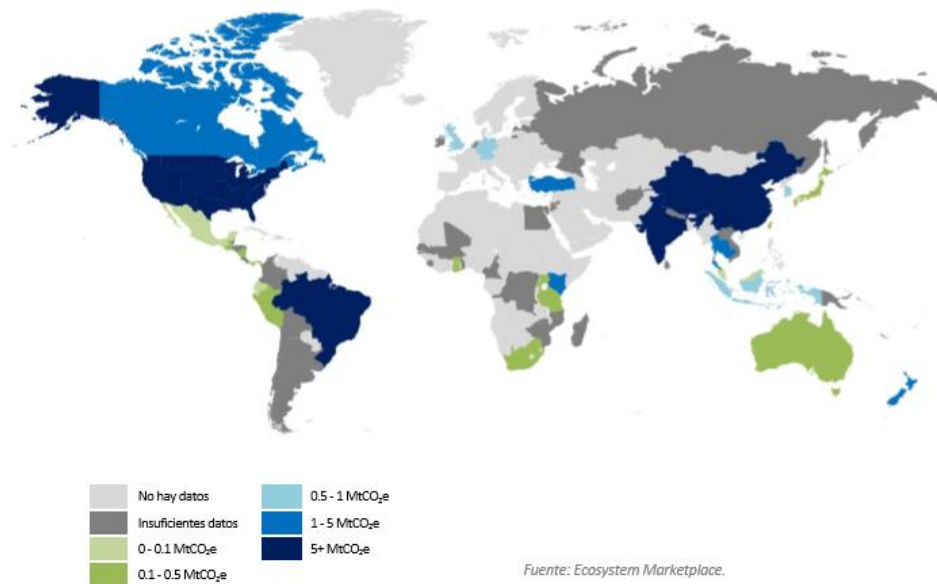 No hay datos
Insuficientes datos
0 - 0.1 MtCO₂e
0.1 - 0.5 MtCO₂e
0.5 - 1 MtCO₂e
1 - 5 MtCO₂e
5+ MtCO₂e
Fuente: Ecosystem Marketplace.